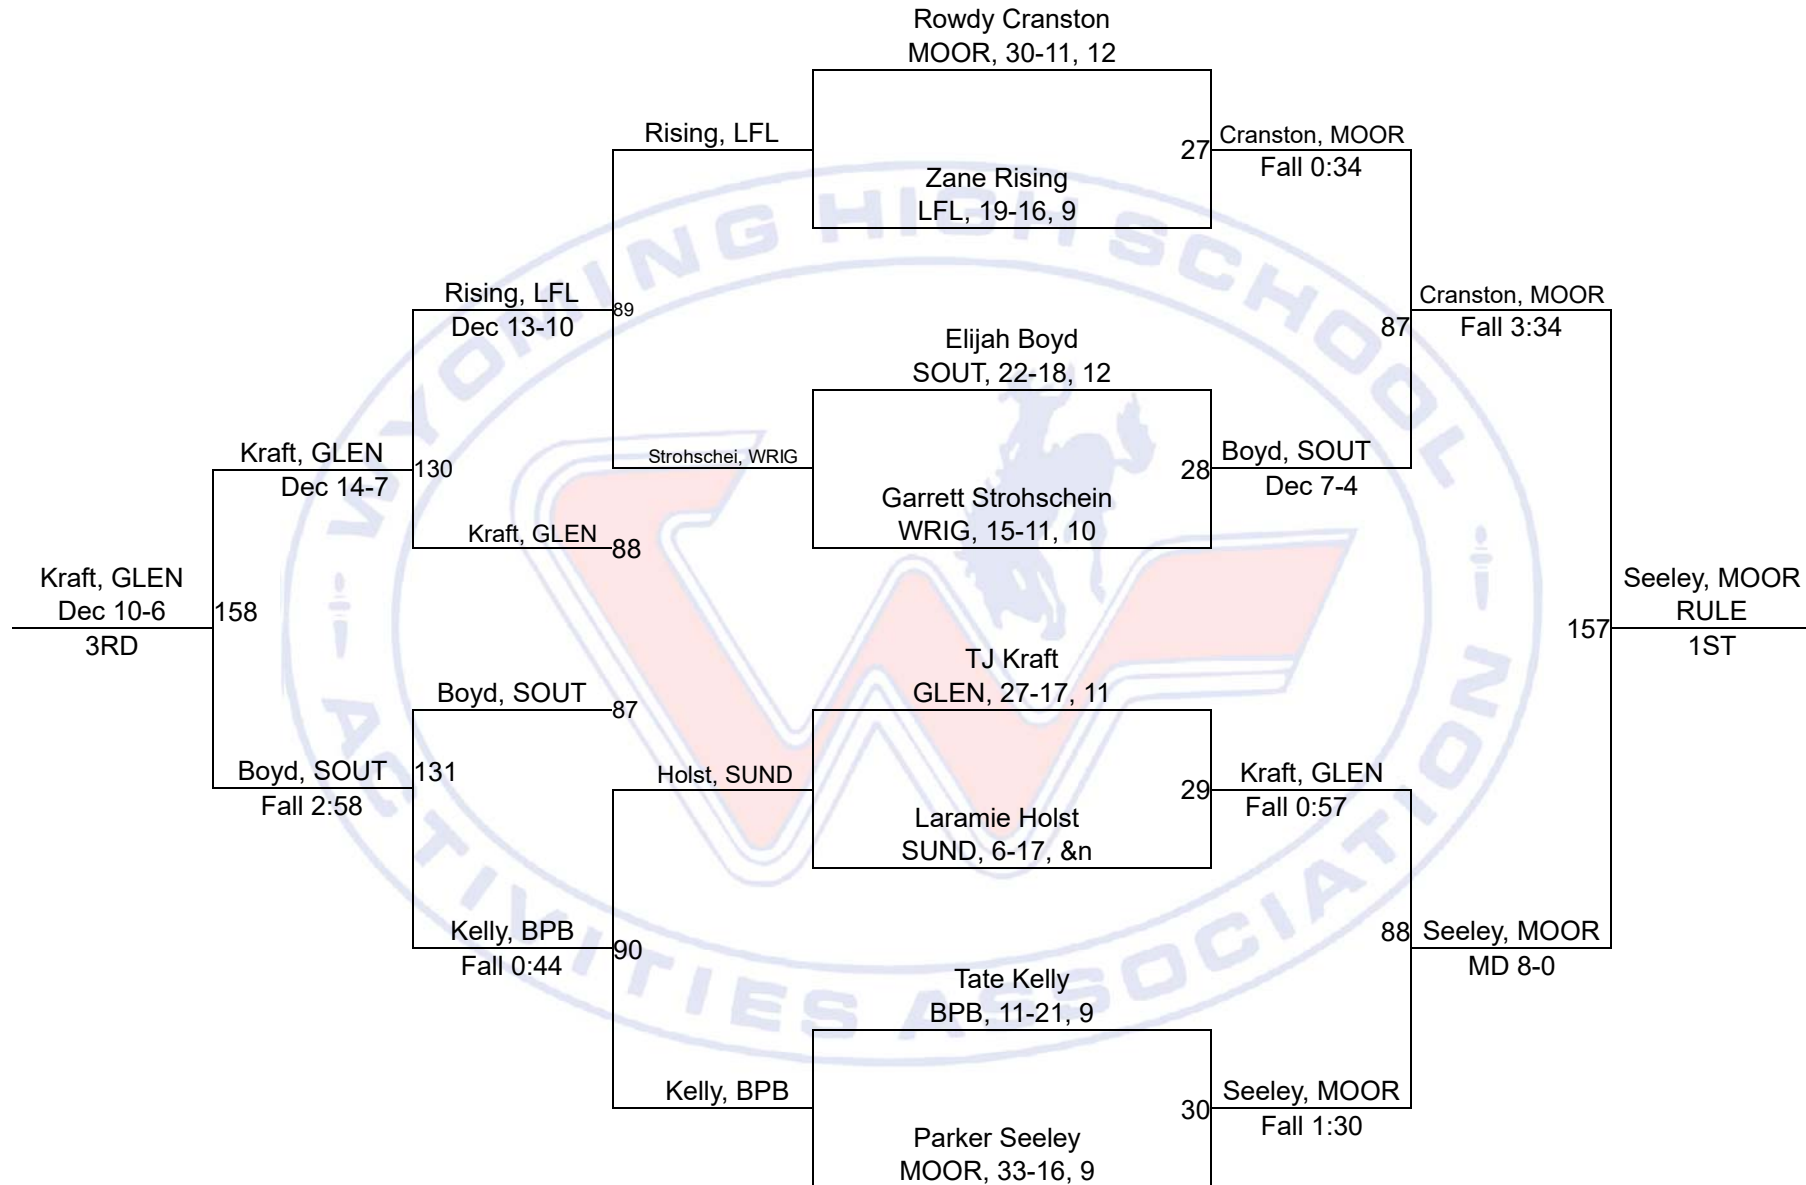 Rowdy Cranston
MOOR, 30-11, 12
Rising, LFL
27
Cranston, MOOR
Fall 0:34
Zane Rising
LFL, 19-16, 9
Rising, LFL
Dec 13-10
89
Cranston, MOOR
Fall 3:34
87
Elijah Boyd
SOUT, 22-18, 12
Kraft, GLEN
Dec 14-7
130
Strohschei, WRIG
28
Boyd, SOUT
Dec 7-4
Garrett Strohschein
WRIG, 15-11, 10
Kraft, GLEN
88
Kraft, GLEN
Dec 10-6
3RD
158
Seeley, MOOR
RULE
1ST
157
TJ Kraft
GLEN, 27-17, 11
Boyd, SOUT
87
Boyd, SOUT
Fall 2:58
131
Holst, SUND
29
Kraft, GLEN
Fall 0:57
Laramie Holst
SUND, 6-17, &n
Kelly, BPB
Fall 0:44
90
88
Seeley, MOOR
MD 8-0
Tate Kelly
BPB, 11-21, 9
Kelly, BPB
30
Seeley, MOOR
Fall 1:30
Parker Seeley
MOOR, 33-16, 9
WYOMING HIGH SCHOOL
ACTIVITIES ASSOCIATION